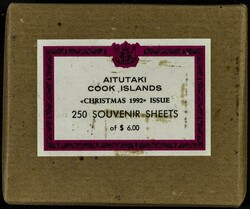 AITUTAKI
COOK ISLANDS
«CHRISTMAS 1992» ISSUE
250 SOUVENIR SHEETS
of $ 6.00